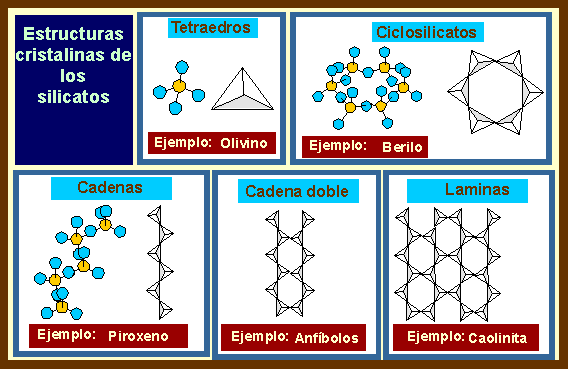 Estructuras
cristalinas de
los
silicatos
Tetraedros
Ejemplo: Olivino
Ciclosilicatos
Ejemplo: Berilo
Cadenas
Ejemplo: Piroxeno
Cadena doble
Ejemplo: Anfíbolos
Laminas
Ejemplo: Caolinita